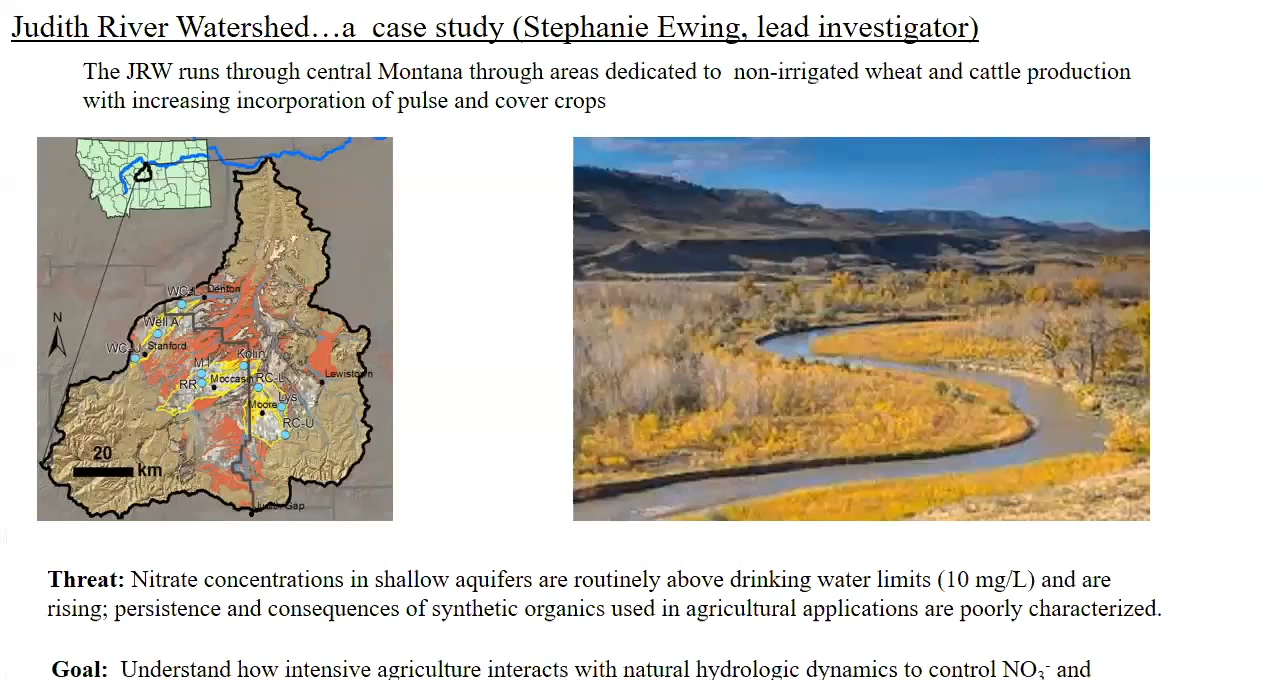 Judith River Watershed…a case study (Stephanie Ewing, lead investigator)
The JRW runs through central Montana through areas dedicated to non-irrigated wheat and cattle production
with increasing incorporation of pulse and cover crops
WC-L
Denton
Well A
WC-U
Stanford
N
Kolin
M1
RR
Moccasin
RC-L
Lewistown
Lys
Moore
RC-U
20
km
Judith Gap
Threat: Nitrate concentrations in shallow aquifers are routinely above drinking water limits (10 mg/L) and are
rising; persistence and consequences of synthetic organics used in agricultural applications are poorly characterized.
Goal: Understand how intensive agriculture interacts with natural hydrologic dynamics to control NO₃⁻ and